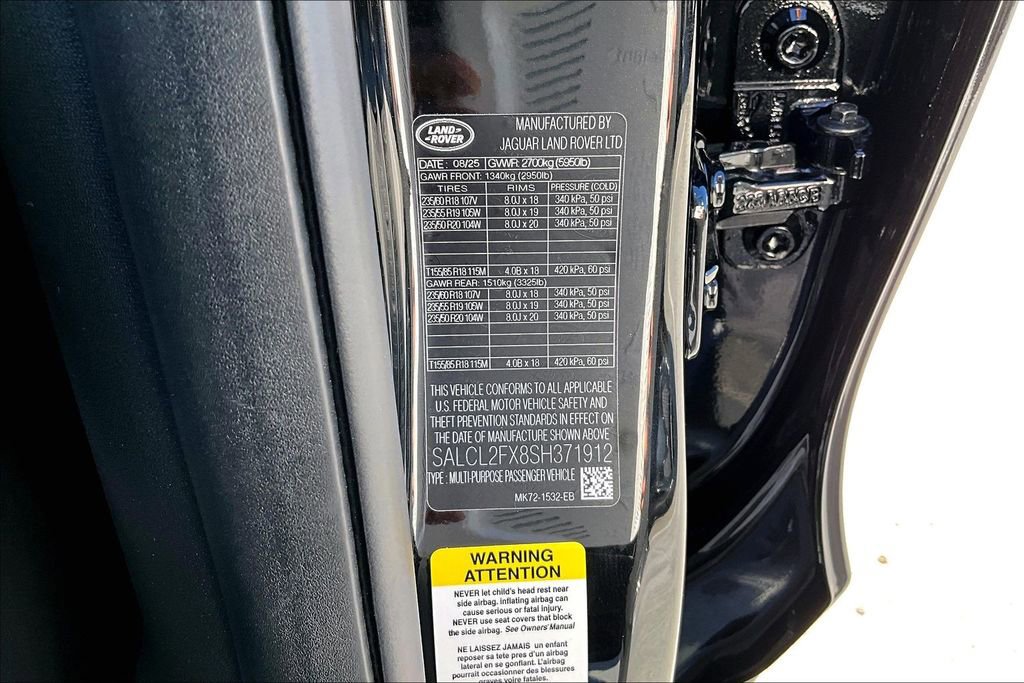 LAND ROVER
MANUFACTURED BY
JAGUAR LAND ROVER LTD
DATE : 08/25 GVWR: 2700kg (5950lb)
GAWR FRONT: 1340kg (2950lb)
TIRES RIMS PRESSURE (COLD)
235/60 R18 107V 8.0J x 18 340 kPa, 50 psi
235/55 R19 105W 8.0J x 19 340 kPa, 50 psi
235/50 R20 104W 8.0J x 20 340 kPa, 50 psi
T155/85 R18 115M 4.0B x 18 420 kPa, 60 psi
GAWR REAR: 1510kg (3325lb)
235/60 R18 107V 8.0J x 18 340 kPa, 50 psi
235/55 R19 105W 8.0J x 19 340 kPa, 50 psi
235/50 R20 104W 8.0J x 20 340 kPa, 50 psi
T155/85 R18 115M 4.0B x 18 420 kPa, 60 psi
THIS VEHICLE CONFORMS TO ALL APPLICABLE
U.S. FEDERAL MOTOR VEHICLE SAFETY AND
THEFT PREVENTION STANDARDS IN EFFECT ON
THE DATE OF MANUFACTURE SHOWN ABOVE
SALCL2FX8SH371912
TYPE : MULTI-PURPOSE PASSENGER VEHICLE
MK72-1532-EB
WARNING
ATTENTION
NEVER let child's head rest near
side airbag. Inflating airbag can
cause serious or fatal injury.
NEVER use seat covers that block
the side airbag. See Owners' Manual
NE LAISSEZ JAMAIS un enfant
reposer sa tete pres d'un airbag
lateral en se gonflant. L'airbag
pourrait occasionner des blessures
graves voire fatales.